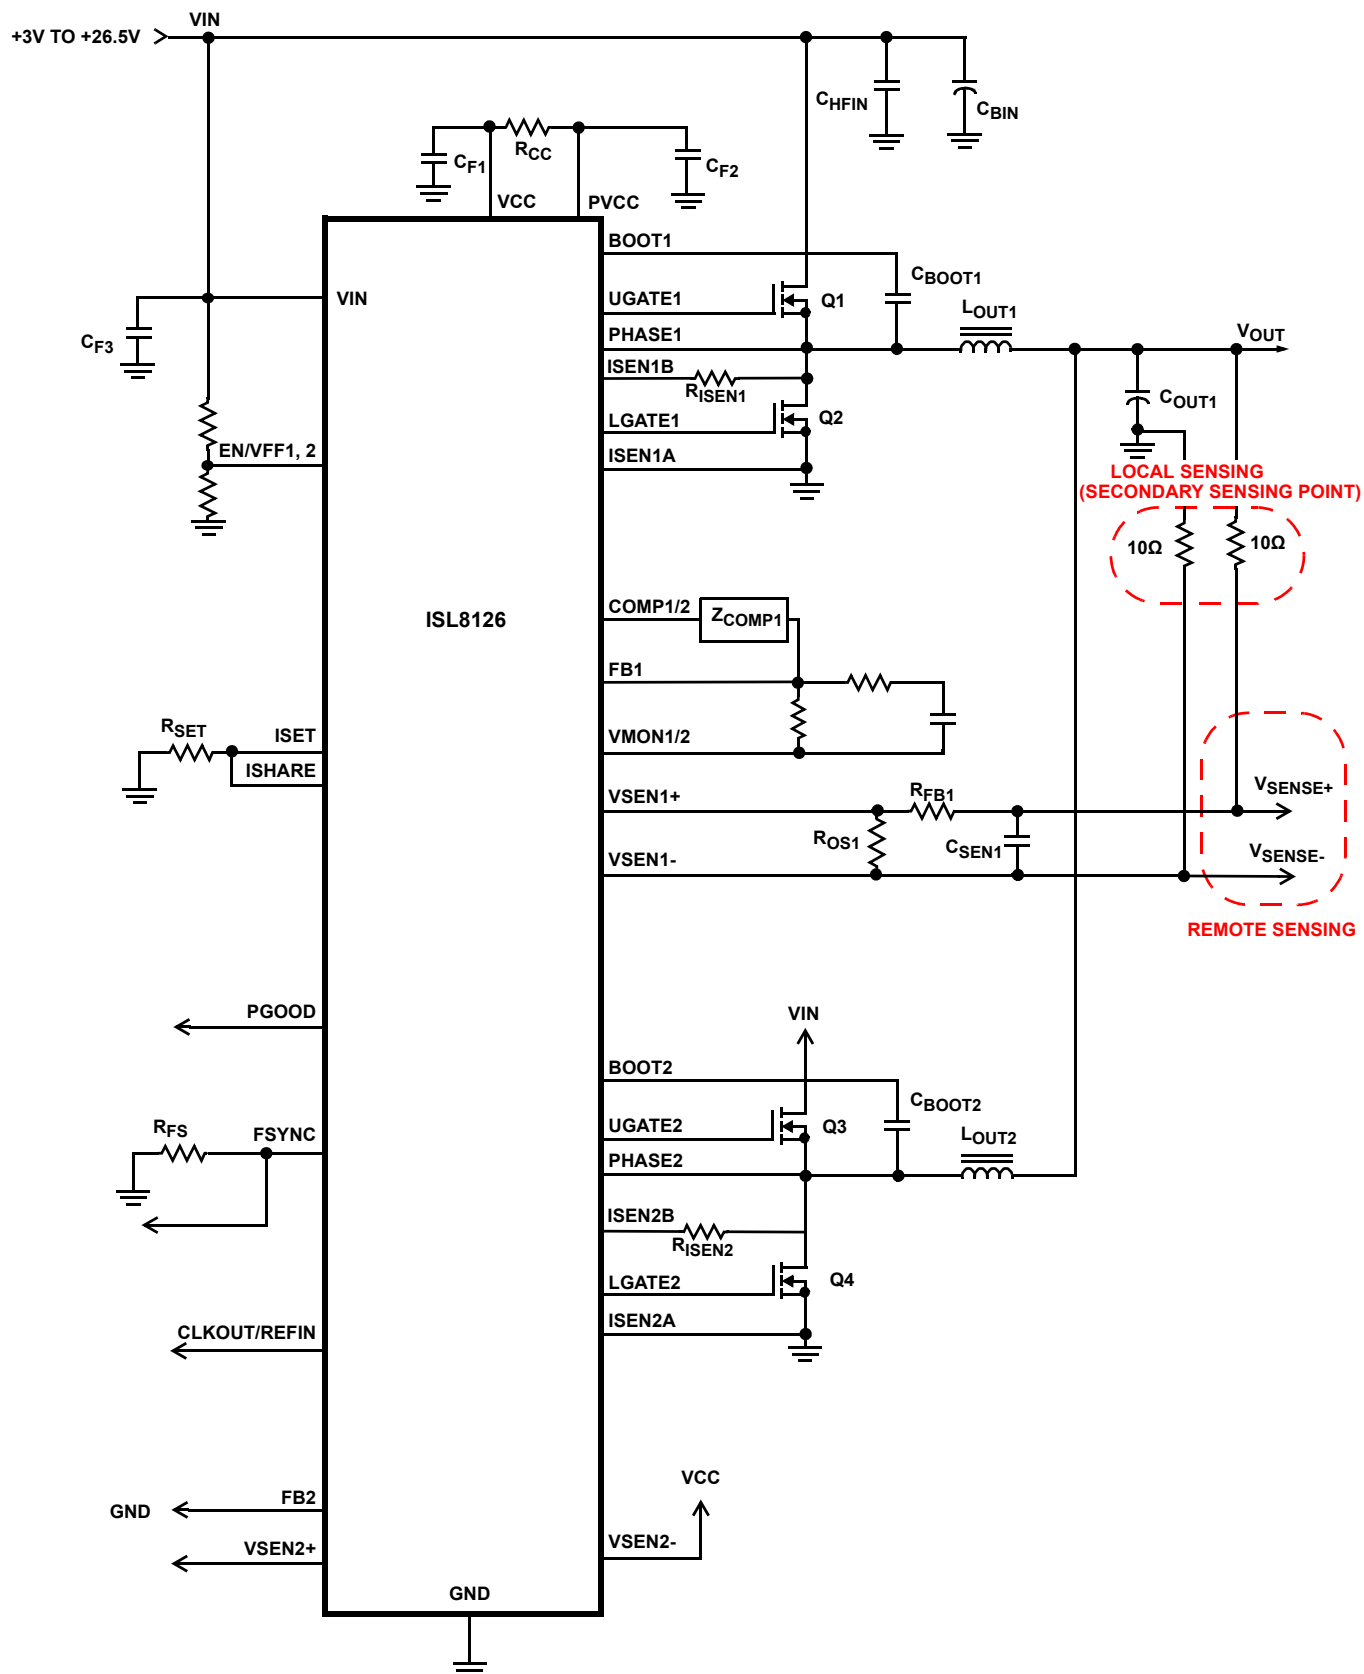 VIN
+3V TO +26.5V
CHFIN
CBIN
CF1
RCC
CF2
VCC
PVCC
BOOT1
CBOOT1
VIN
UGATE1
Q1
LOUT1
PHASE1
VOUT
CF3
ISEN1B
RISEN1
COUT1
LGATE1
Q2
EN/VFF1, 2
ISEN1A
LOCAL SENSING
(SECONDARY SENSING POINT)
10Ω
10Ω
COMP1/2
ZCOMP1
ISL8126
FB1
RSET
ISET
VMON1/2
ISHARE
VSEN1+
RFB1
VSENSE+
ROS1
CSEN1
VSEN1-
VSENSE-
REMOTE SENSING
PGOOD
VIN
BOOT2
CBOOT2
RFS
FSYNC
UGATE2
Q3
LOUT2
PHASE2
ISEN2B
RISEN2
LGATE2
Q4
ISEN2A
CLKOUT/REFIN
VCC
GND
FB2
VSEN2+
VSEN2-
GND